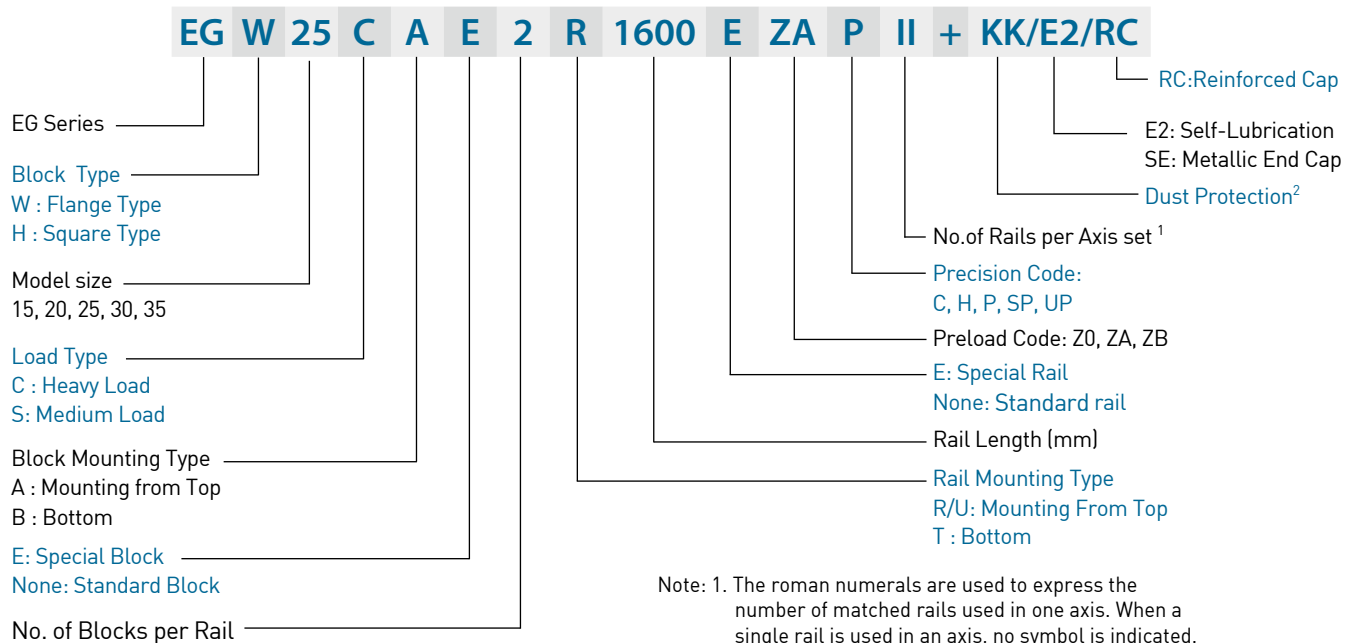 EG W 25 C A E 2 R 1600 E ZA P II + KK/E2/RC
EG Series
Block Type
W : Flange Type
H : Square Type
Model size
15, 20, 25, 30, 35
Load Type
C : Heavy Load
S: Medium Load
Block Mounting Type
A : Mounting from Top
B : Bottom
E: Special Block
None: Standard Block
No. of Blocks per Rail
RC:Reinforced Cap
E2: Self-Lubrication
SE: Metallic End Cap
Dust Protection2
No.of Rails per Axis set 1
Precision Code:
C, H, P, SP, UP
Preload Code: Z0, ZA, ZB
E: Special Rail
None: Standard rail
Rail Length (mm)
Rail Mounting Type
R/U: Mounting From Top
T : Bottom
Note: 1. The roman numerals are used to express the
number of matched rails used in one axis. When a
single rail is used in an axis, no symbol is indicated.